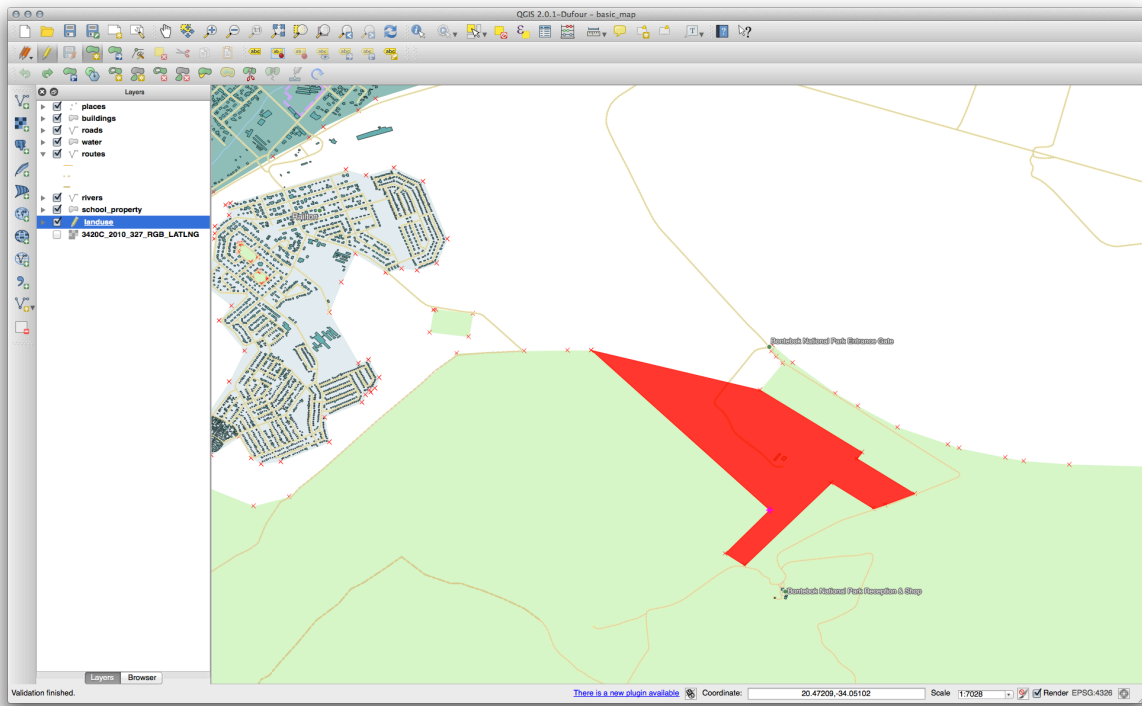 QGIS 2.0.1-Dufour - basic_map
Layers
places
buildings
roads
water
routes
rivers
school_property
landuse
3420C_2010_327_RGB_LATLNG
Railton
Bontebok National Park Entrance Gate
Bontebok National Park Reception & Shop
Layers
Browser
Validation finished.
There is a new plugin available
Coordinate:
20.47209,-34.05102
Scale
1:7028
Render
EPSG:4326